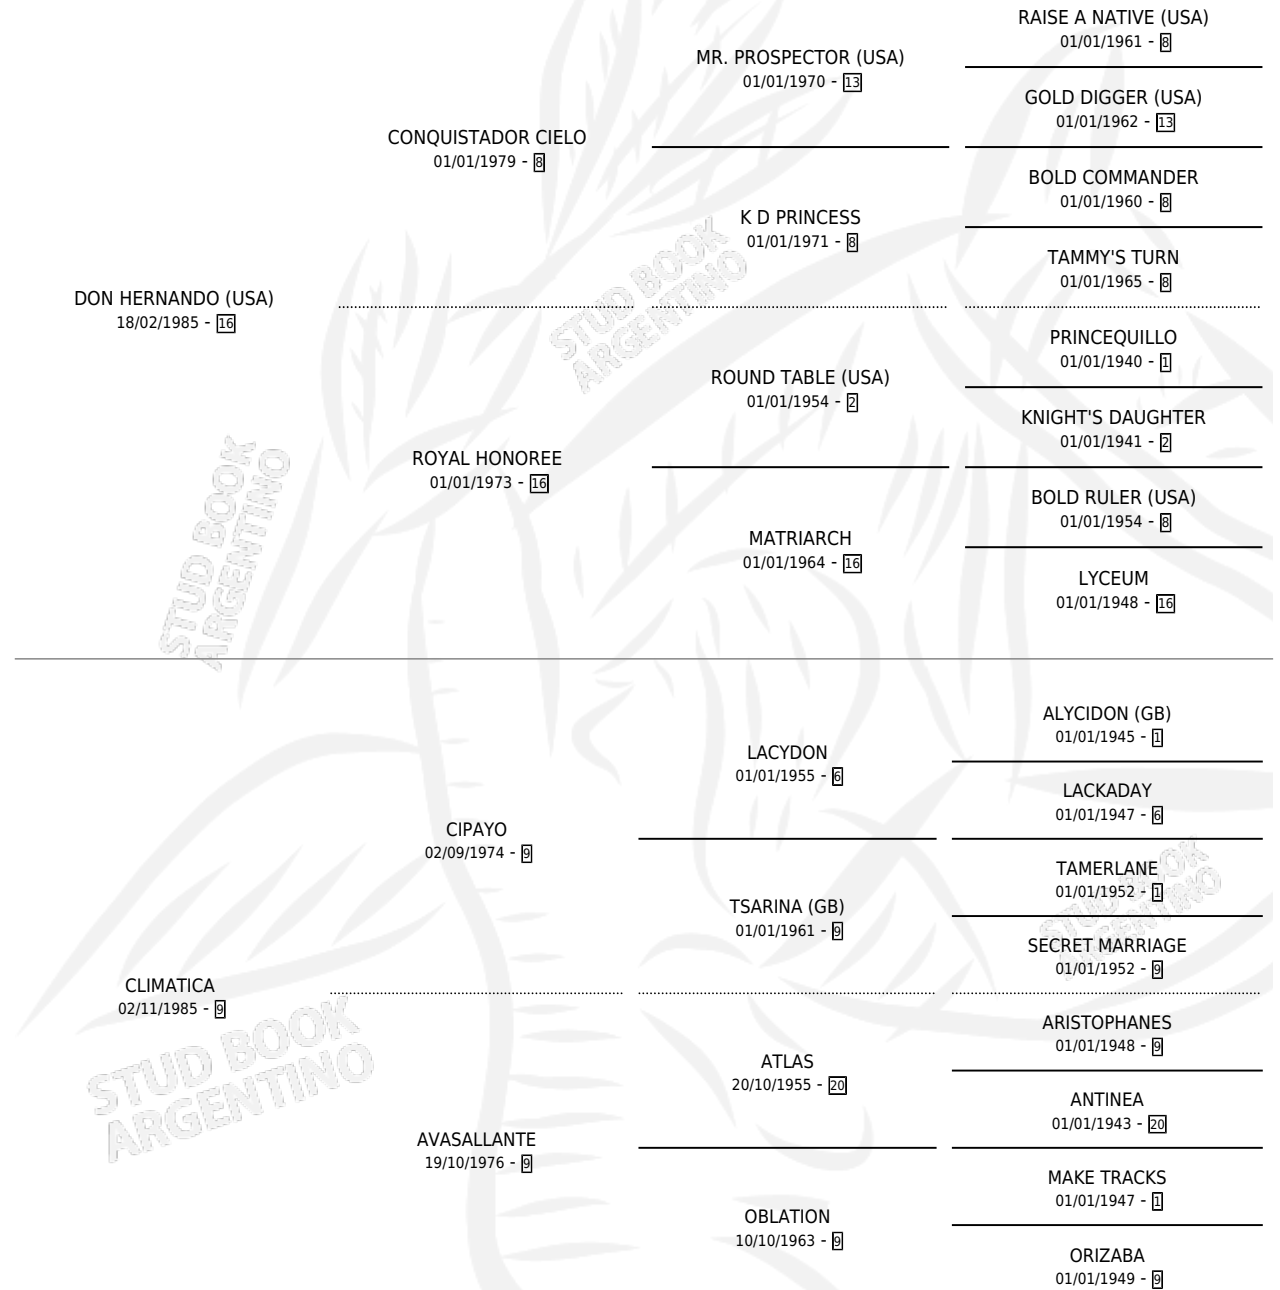 RAISE A NATIVE (USA)
01/01/1961 - 8
MR. PROSPECTOR (USA)
01/01/1970 - 13
GOLD DIGGER (USA)
01/01/1962 - 13
CONQUISTADOR CIELO
01/01/1979 - 8
BOLD COMMANDER
01/01/1960 - 8
K D PRINCESS
01/01/1971 - 8
TAMMY'S TURN
01/01/1965 - 8
DON HERNANDO (USA)
18/02/1985 - 16
PRINCEQUILLO
01/01/1940 - 1
ROUND TABLE (USA)
01/01/1954 - 2
KNIGHT'S DAUGHTER
01/01/1941 - 2
ROYAL HONOREE
01/01/1973 - 16
BOLD RULER (USA)
01/01/1954 - 8
MATRIARCH
01/01/1964 - 16
LYCEUM
01/01/1948 - 16
STUD BOOK
ARGENTINO
STUD BOOK
ARGENTINO
ALYCIDON (GB)
01/01/1945 - 1
LACYDON
01/01/1955 - 6
LACKADAY
01/01/1947 - 6
CIPAYO
02/09/1974 - 9
TAMERLANE
01/01/1952 - 1
TSARINA (GB)
01/01/1961 - 9
SECRET MARRIAGE
01/01/1952 - 9
CLIMATICA
02/11/1985 - 9
ARISTOPHANES
01/01/1948 - 9
ATLAS
20/10/1955 - 20
ANTINEA
01/01/1943 - 20
AVASALLANTE
19/10/1976 - 9
MAKE TRACKS
01/01/1947 - 1
OBLATION
10/10/1963 - 9
ORIZABA
01/01/1949 - 9
STUD BOOK
ARGENTINO
STUD BOOK
ARGENTINO